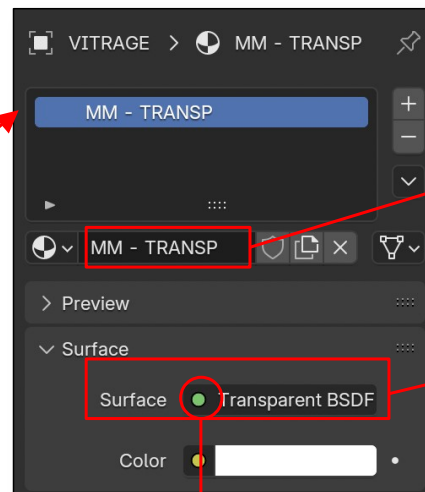 VITRAGE > MM - TRANSP
MM - TRANSP
MM - TRANSP
Preview
Surface
Surface Transparent BSDF
Color